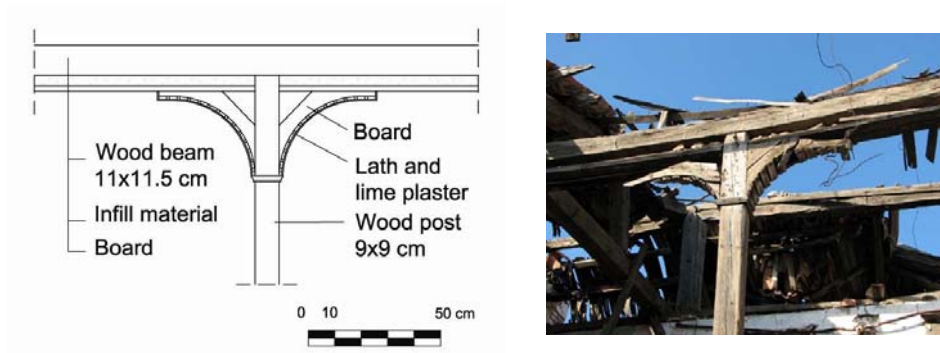 Wood beam
11x11.5 cm
Infill material
Board
Board
Lath and
lime plaster
Wood post
9x9 cm
0 10 50 cm